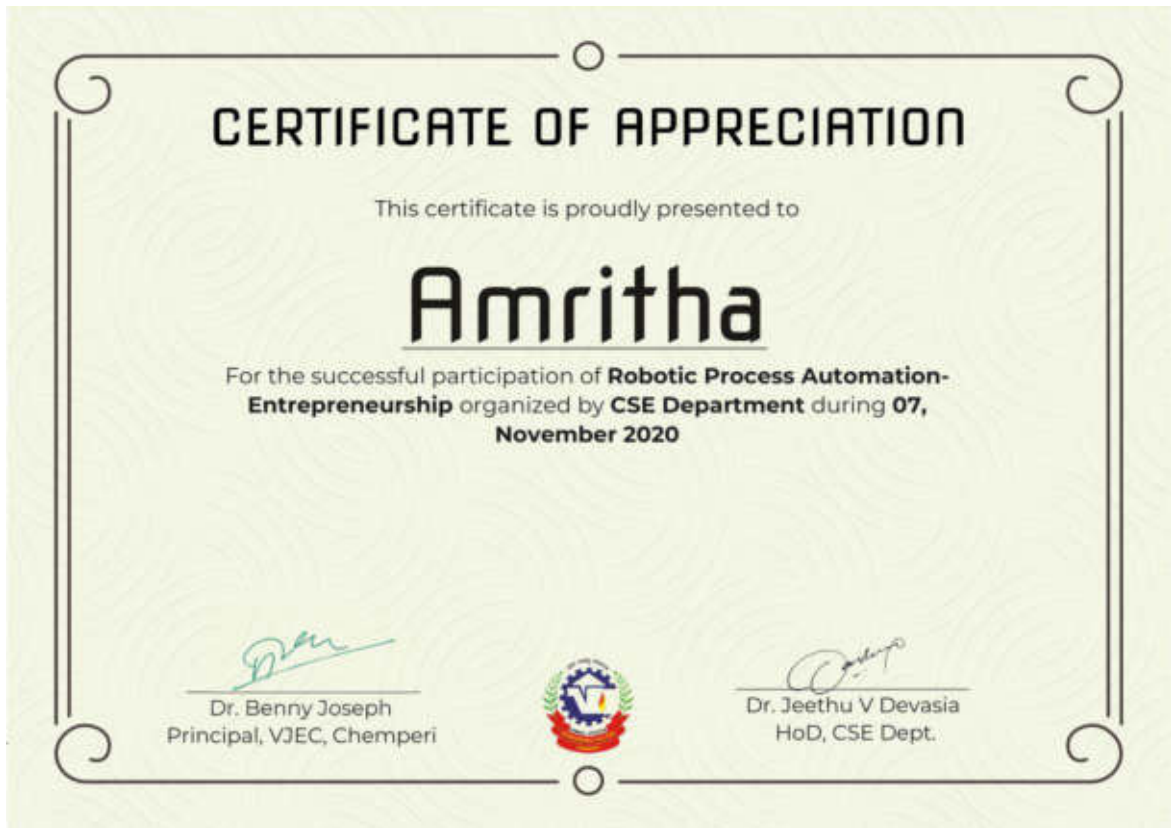 CERTIFICATE OF APPRECIATION
This certificate is proudly presented to
Amritha
For the successful participation of Robotic Process Automation-
Entrepreneurship organized by CSE Department during 07,
November 2020
Dr. Benny Joseph
Principal, VJEC, Chemperi
Dr. Jeethu V Devasia
HoD, CSE Dept.